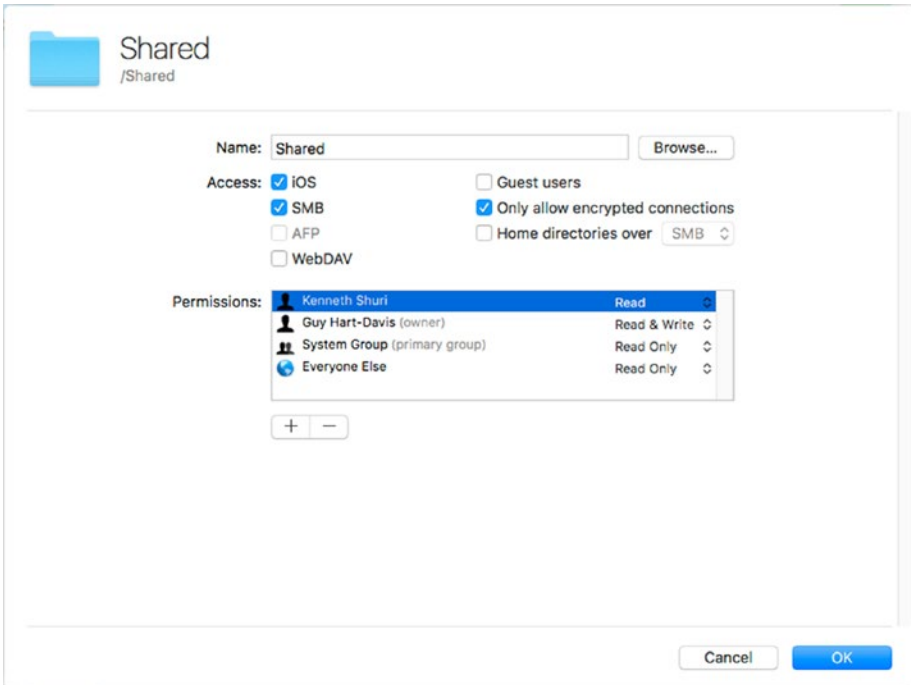 Shared
/Shared
Name: Shared Browse...
Access: iOS Guest users
SMB Only allow encrypted connections
AFP Home directories over SMB
WebDAV
Permissions: Kenneth Shuri Read
Guy Hart-Davis (owner) Read & Write
System Group (primary group) Read Only
Everyone Else Read Only
+ −
Cancel OK